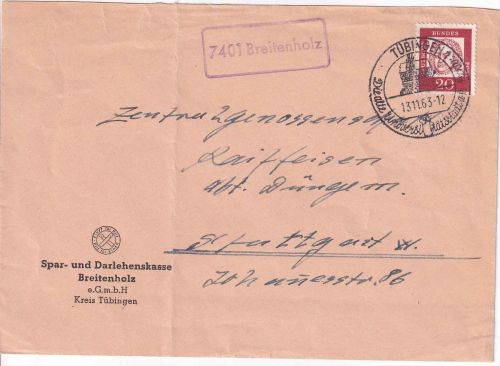 7401 Breitenholz
TÜBINGEN
13.11.63-12
BUNDES
20
Zentralgenossensch
Raiffeisen
Abt. Düngem.
Stuttgart W.
Johannesstr. 86
Spar- und Darlehenskasse
Breitenholz
e.G.m.b.H
Kreis Tübingen